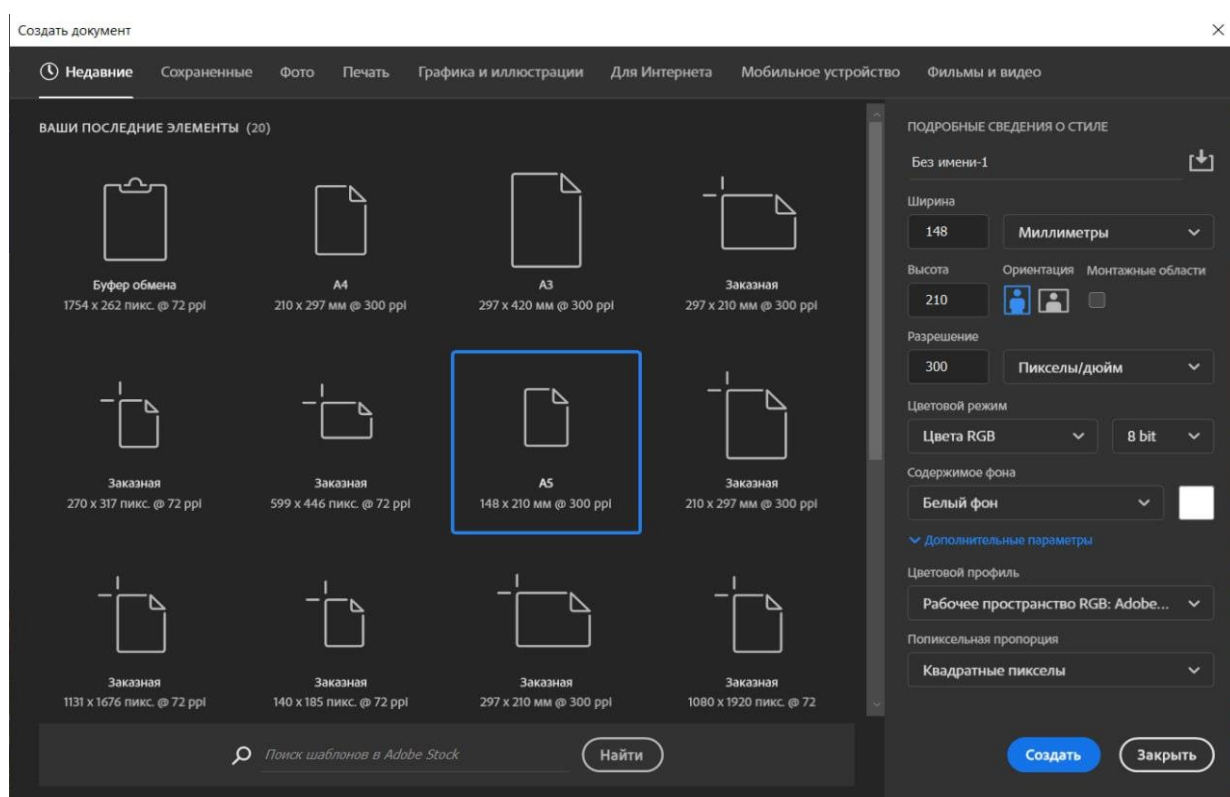 Создать документ
Недавние Сохраненные Фото Печать Графика и иллюстрации Для Интернета Мобильное устройство Фильмы и видео
ВАШИ ПОСЛЕДНИЕ ЭЛЕМЕНТЫ (20)
Буфер обмена
1754 x 262 пикс. @ 72 ppi
A4
210 x 297 мм @ 300 ppi
A3
297 x 420 мм @ 300 ppi
Заказная
297 x 210 мм @ 300 ppi
Заказная
270 x 317 пикс. @ 72 ppi
Заказная
599 x 446 пикс. @ 72 ppi
A5
148 x 210 мм @ 300 ppi
Заказная
210 x 297 мм @ 300 ppi
Заказная
1131 x 1676 пикс. @ 72 ppi
Заказная
140 x 185 пикс. @ 72 ppi
Заказная
297 x 210 мм @ 300 ppi
Заказная
1080 x 1920 пикс. @ 72
Поиск шаблонов в Adobe Stock
Найти
ПОДРОБНЫЕ СВЕДЕНИЯ О СТИЛЕ
Без имени-1
Ширина
148 Миллиметры
Высота Ориентация Монтажные области
210
Разрешение
300 Пикселы/дюйм
Цветовой режим
Цвета RGB 8 bit
Содержимое фона
Белый фон
Дополнительные параметры
Цветовой профиль
Рабочее пространство RGB: Adobe...
Попиксельная пропорция
Квадратные пикселы
Создать Закрыть